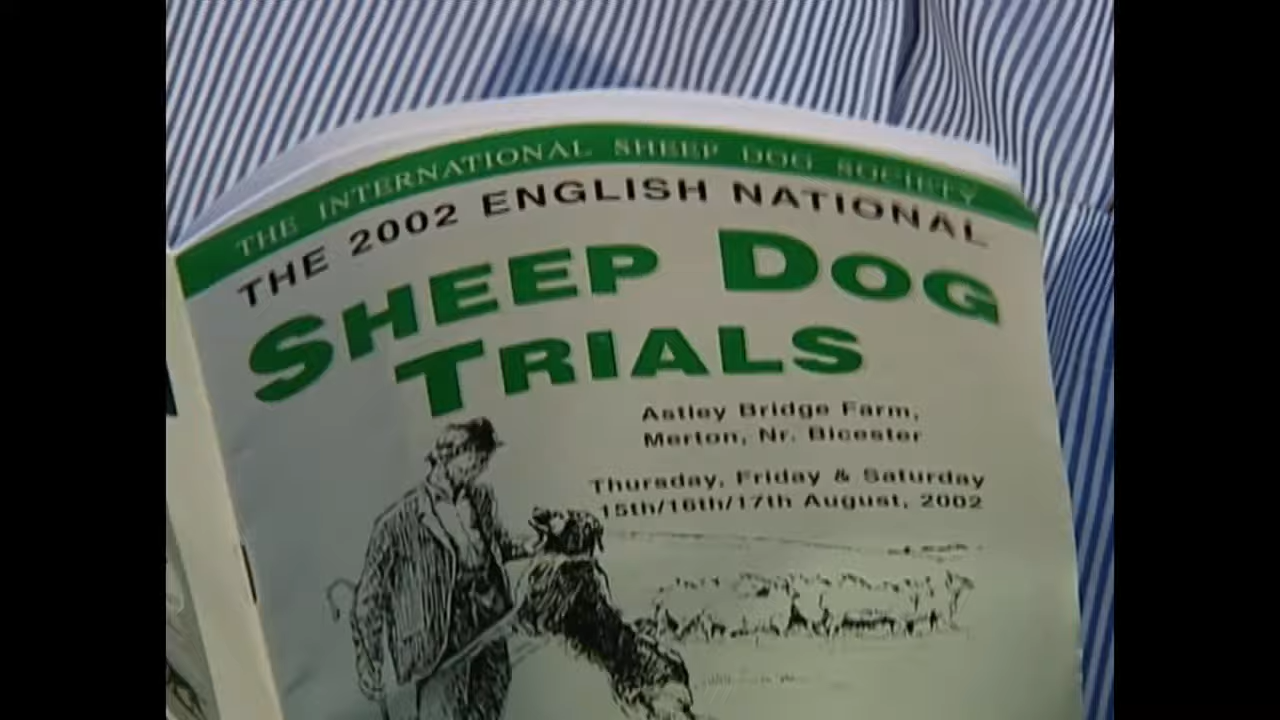 THE INTERNATIONAL SHEEP DOG SOCIETY
THE 2002 ENGLISH NATIONAL
SHEEP DOG
TRIALS
Astley Bridge Farm,
Merton, Nr. Bicester
Thursday, Friday & Saturday
15th/16th/17th August, 2002